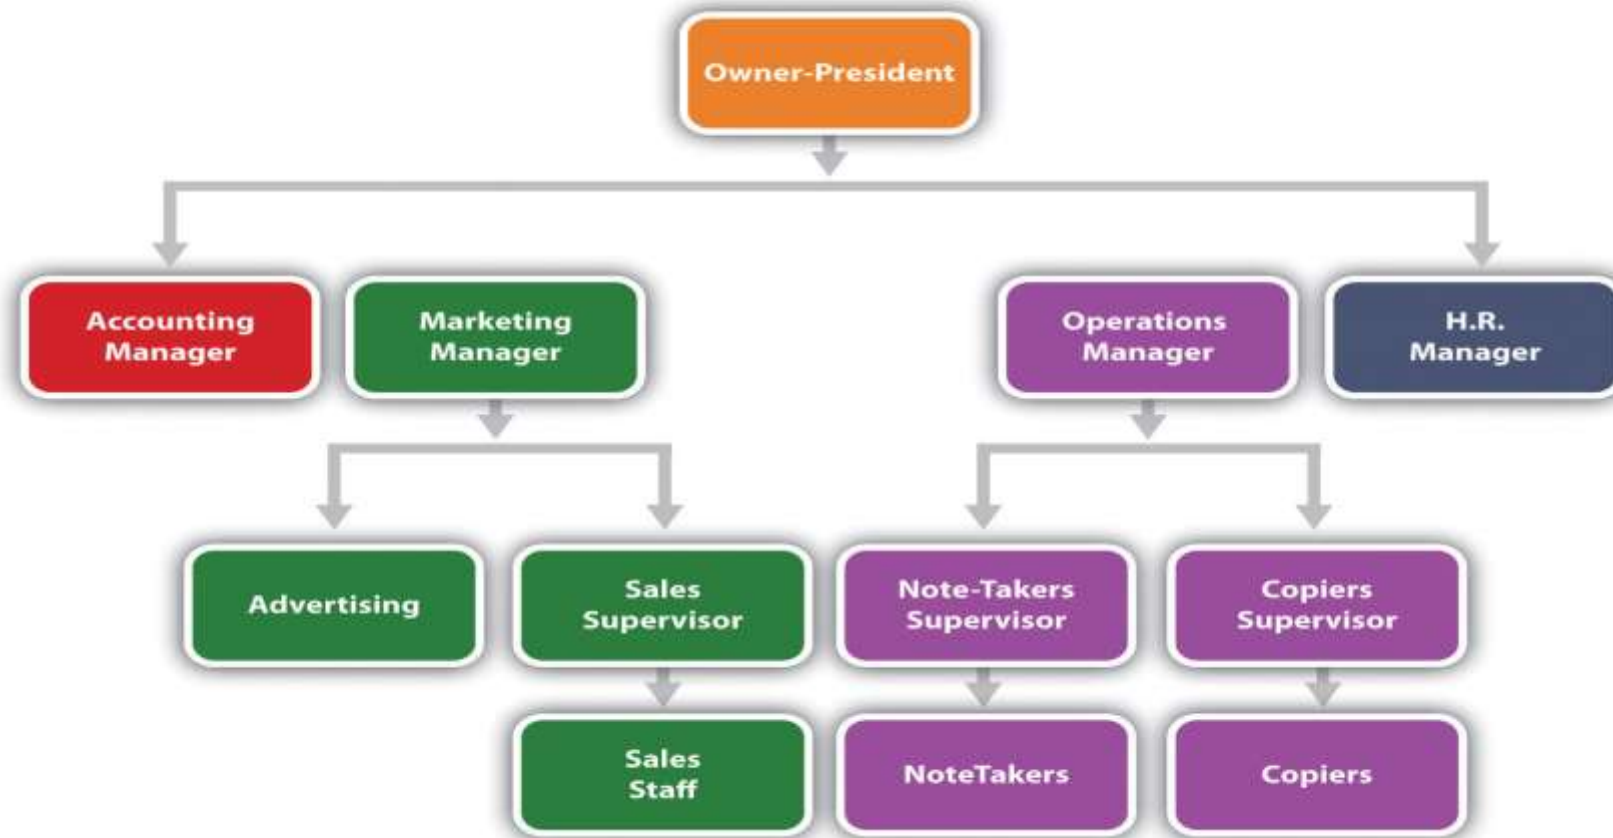 Owner-President
Accounting
Manager
Marketing
Manager
Operations
Manager
H.R.
Manager
Advertising
Sales
Supervisor
Note-Takers
Supervisor
Copiers
Supervisor
Sales
Staff
NoteTakers
Copiers